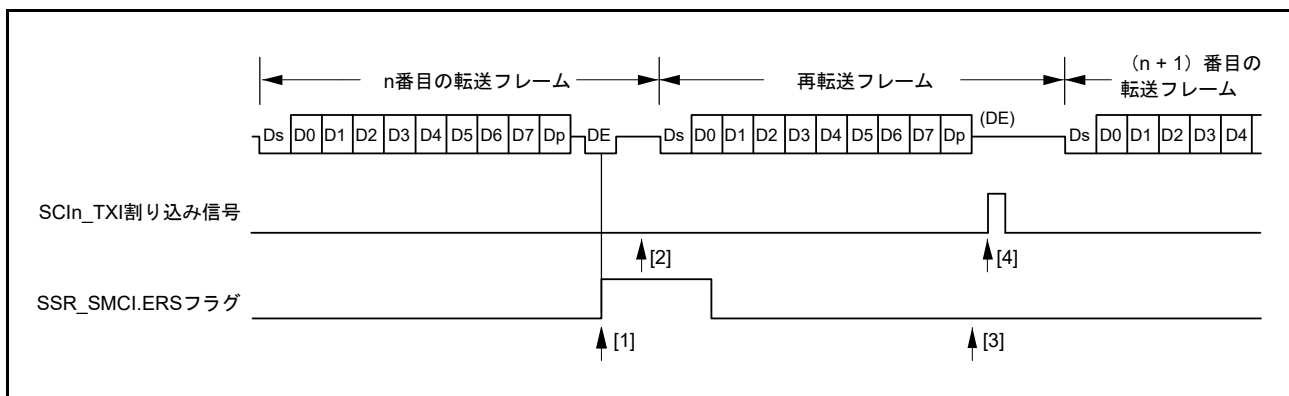 n番目の転送フレーム
再転送フレーム
（n + 1）番目の
転送フレーム
Ds D0 D1 D2 D3 D4 D5 D6 D7 Dp DE Ds D0 D1 D2 D3 D4 D5 D6 D7 Dp (DE) Ds D0 D1 D2 D3 D4
SCIn_TXI割り込み信号
[2] [4]
SSR_SMCI.ERSフラグ
[1] [3]